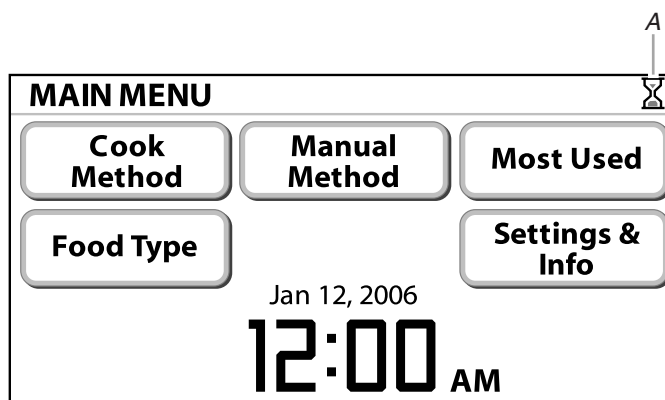 A
MAIN MENU
Cook
Method
Manual
Method
Most Used
Food Type
Settings &
Info
Jan 12, 2006
12:00 AM